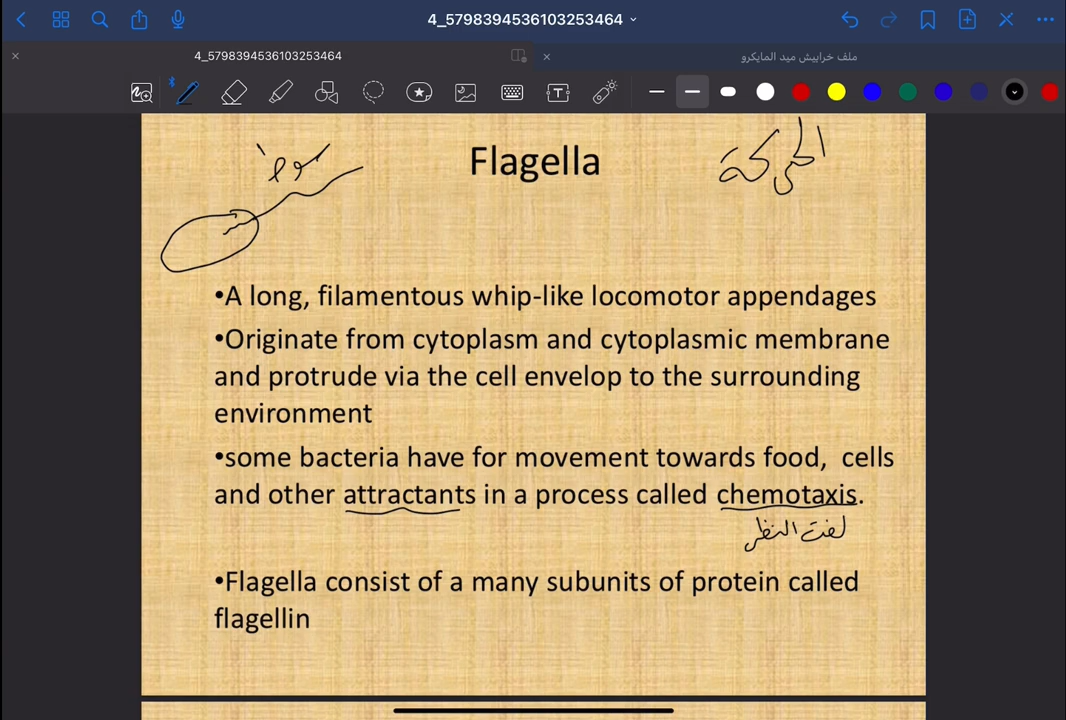 4_5798394536103253464
4_5798394536103253464
ملف خرابيش ميد المايكرو
Flagella
الحركة
سوط
•A long, filamentous whip-like locomotor appendages
•Originate from cytoplasm and cytoplasmic membrane
and protrude via the cell envelop to the surrounding
environment
•some bacteria have for movement towards food, cells
and other attractants in a process called chemotaxis.
لفت النظر
•Flagella consist of a many subunits of protein called
flagellin